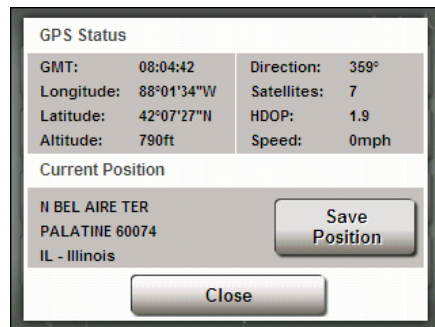 GPS Status
GMT: 08:04:42 Direction: 359°
Longitude: 88°01'34"W Satellites: 7
Latitude: 42°07'27"N HDOP: 1.9
Altitude: 790ft Speed: 0mph
Current Position
N BEL AIRE TER
PALATINE 60074
IL - Illinois
Save
Position
Close